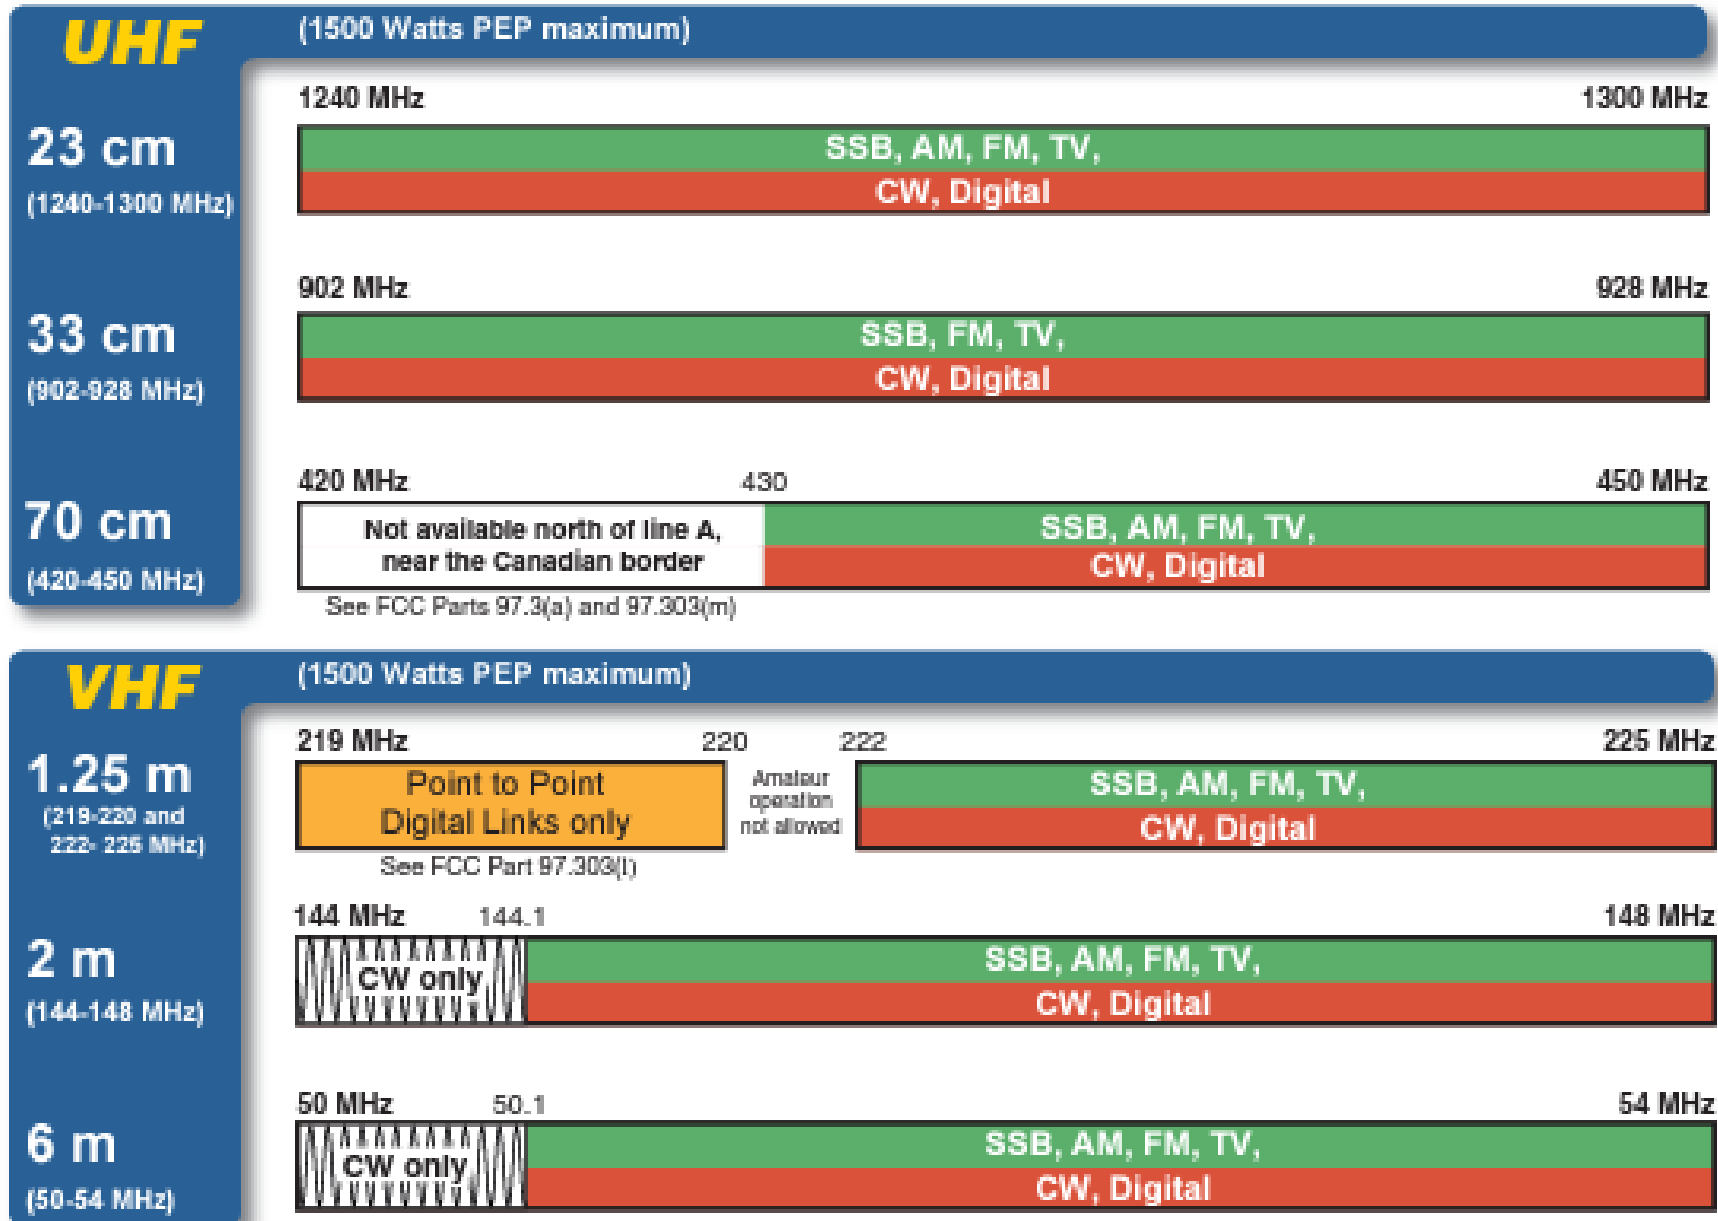 UHF
(1500 Watts PEP maximum)
1240 MHz 1300 MHz
23 cm
(1240-1300 MHz)
SSB, AM, FM, TV,
CW, Digital
902 MHz 928 MHz
33 cm
(902-928 MHz)
SSB, FM, TV,
CW, Digital
420 MHz 430 450 MHz
70 cm
(420-450 MHz)
Not available north of line A,
near the Canadian border
SSB, AM, FM, TV,
CW, Digital
See FCC Parts 97.3(a) and 97.303(m)
VHF
(1500 Watts PEP maximum)
219 MHz 220 222 225 MHz
1.25 m
(219-220 and
222- 225 MHz)
Point to Point
Digital Links only
Amateur
operation
not allowed
SSB, AM, FM, TV,
CW, Digital
See FCC Part 97.303(l)
144 MHz 144.1 148 MHz
2 m
(144-148 MHz)
CW only
SSB, AM, FM, TV,
CW, Digital
50 MHz 50.1 54 MHz
6 m
(50-54 MHz)
CW only
SSB, AM, FM, TV,
CW, Digital